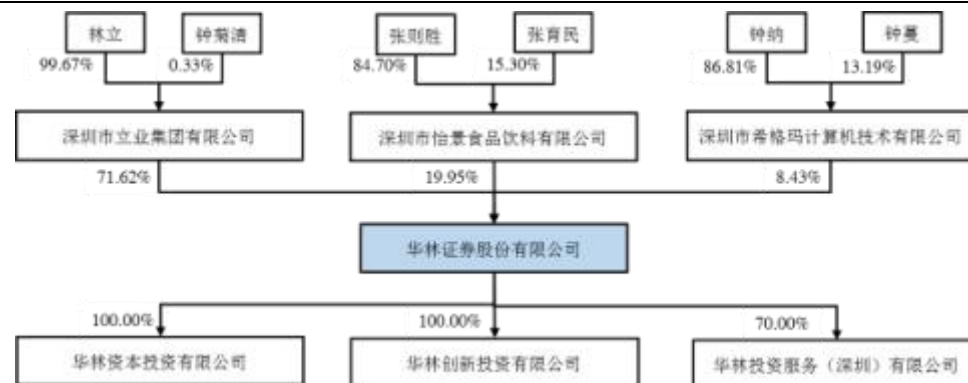 林立 钟菊清 张则胜 张育民 钟纳 钟蔓
99.67% 0.33% 84.70% 15.30% 86.81% 13.19%
深圳市立业集团有限公司 深圳市怡景食品饮料有限公司 深圳市希格玛计算机技术有限公司
71.62% 19.95% 8.43%
华林证券股份有限公司
100.00% 100.00% 70.00%
华林资本投资有限公司 华林创新投资有限公司 华林投资服务（深圳）有限公司